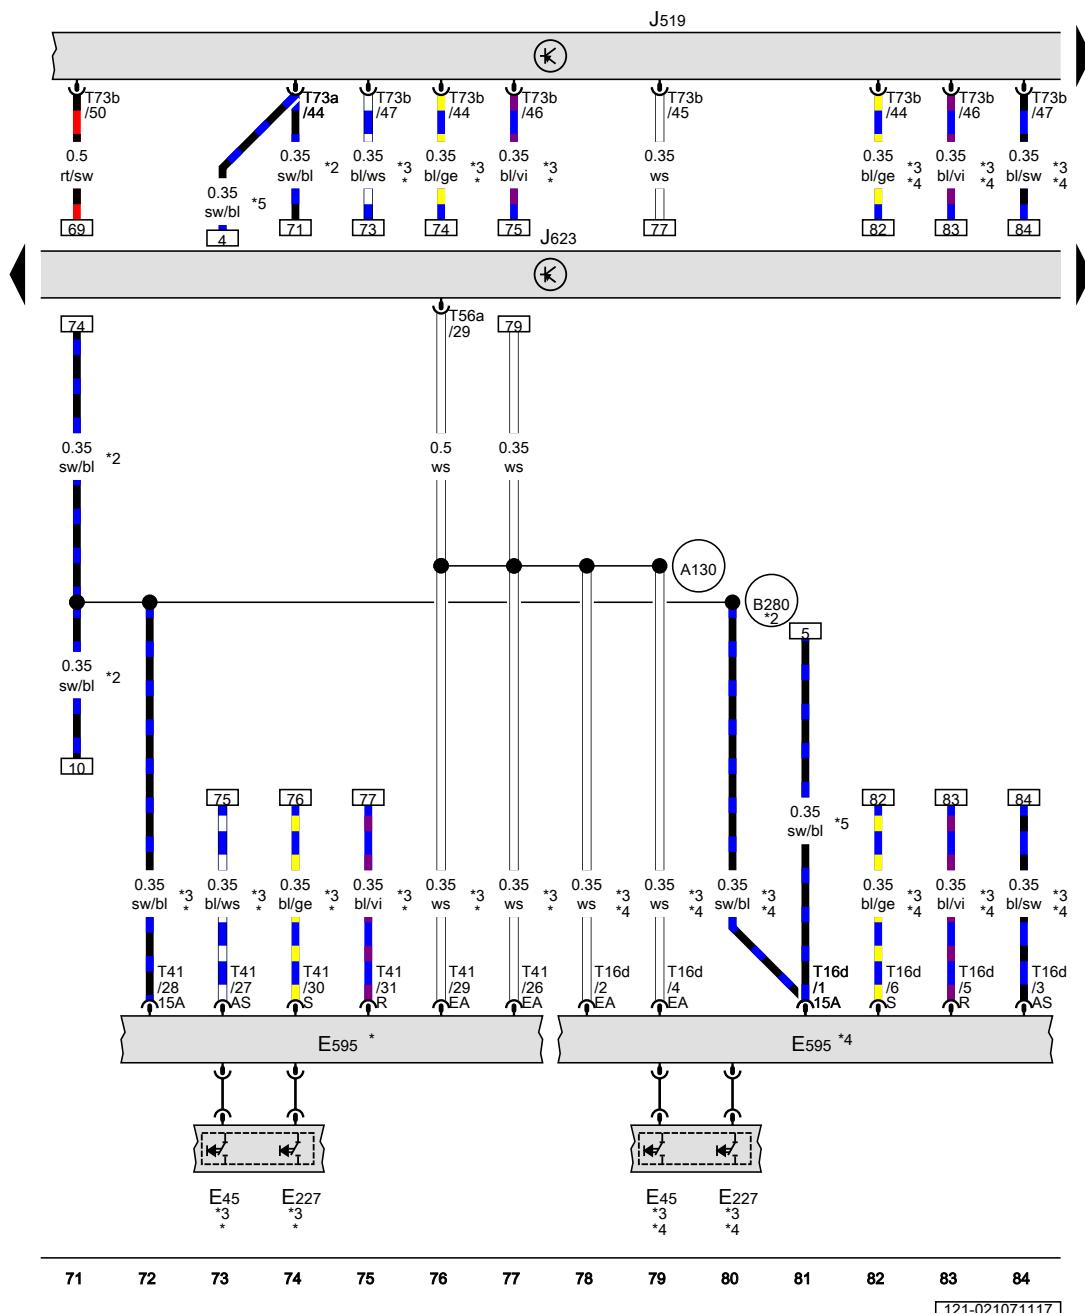 J519
T73b T73a T73b T73b T73b T73b T73b T73b T73b
/50 /44 /47 /44 /46 /45 /44 /46 /47
0.5 0.35 0.35 0.35 0.35 0.35 0.35 0.35 0.35
rt/sw sw/bl *2 bl/ws *3 * bl/ge *3 * bl/vi *3 * ws bl/ge *3 *4 bl/vi *3 *4 bl/sw *3 *4
0.35
sw/bl *5
69 4 71 73 74 75 77 82 83 84
J623
T56a
/29
74 79
0.35 0.5 0.35
sw/bl *2 ws ws
A130
B280
*2
5
0.35
sw/bl *2
10
75 76 77 82 83 84
0.35
sw/bl *5
0.35 0.35 0.35 0.35 0.35 0.35 0.35 0.35 0.35 0.35 0.35 0.35
sw/bl *3 * bl/ws *3 * bl/ge *3 * bl/vi *3 * ws *3 * ws *3 * ws *3 *4 ws *3 *4 sw/bl *3 *4 bl/ge *3 *4 bl/vi *3 *4 bl/sw *3 *4
T41 T41 T41 T41 T41 T41 T16d T16d T16d T16d T16d T16d
/28 /27 /30 /31 /29 /26 /2 /4 /1 /6 /5 /3
15A AS S R EA EA EA EA 15A S R AS
E595 * E595 *4
E45 E227 E45 E227
*3 *3 *3 *3
* * *4 *4
71 72 73 74 75 76 77 78 79 80 81 82 83 84
121-021071117